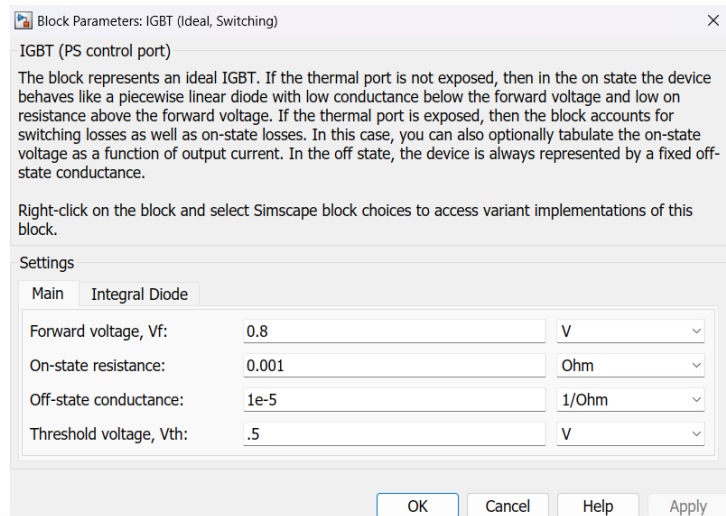 Block Parameters: IGBT (Ideal, Switching)
IGBT (PS control port)
The block represents an ideal IGBT. If the thermal port is not exposed, then in the on state the device
behaves like a piecewise linear diode with low conductance below the forward voltage and low on
resistance above the forward voltage. If the thermal port is exposed, then the block accounts for
switching losses as well as on-state losses. In this case, you can also optionally tabulate the on-state
voltage as a function of output current. In the off state, the device is always represented by a fixed off-
state conductance.
Right-click on the block and select Simscape block choices to access variant implementations of this
block.
Settings
Main Integral Diode
Forward voltage, Vf: 0.8 V
On-state resistance: 0.001 Ohm
Off-state conductance: 1e-5 1/Ohm
Threshold voltage, Vth: .5 V
OK Cancel Help Apply